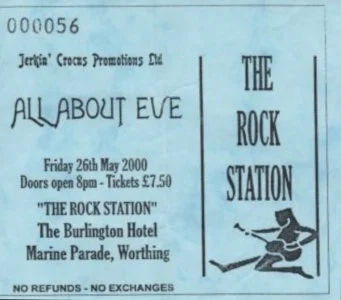 000056
Jerkin' Crocus Promotions Ltd
ALL ABOUT EVE
Friday 26th May 2000
Doors open 8pm - Tickets £7.50
"THE ROCK STATION"
The Burlington Hotel
Marine Parade, Worthing
NO REFUNDS - NO EXCHANGES
THE
ROCK
STATION